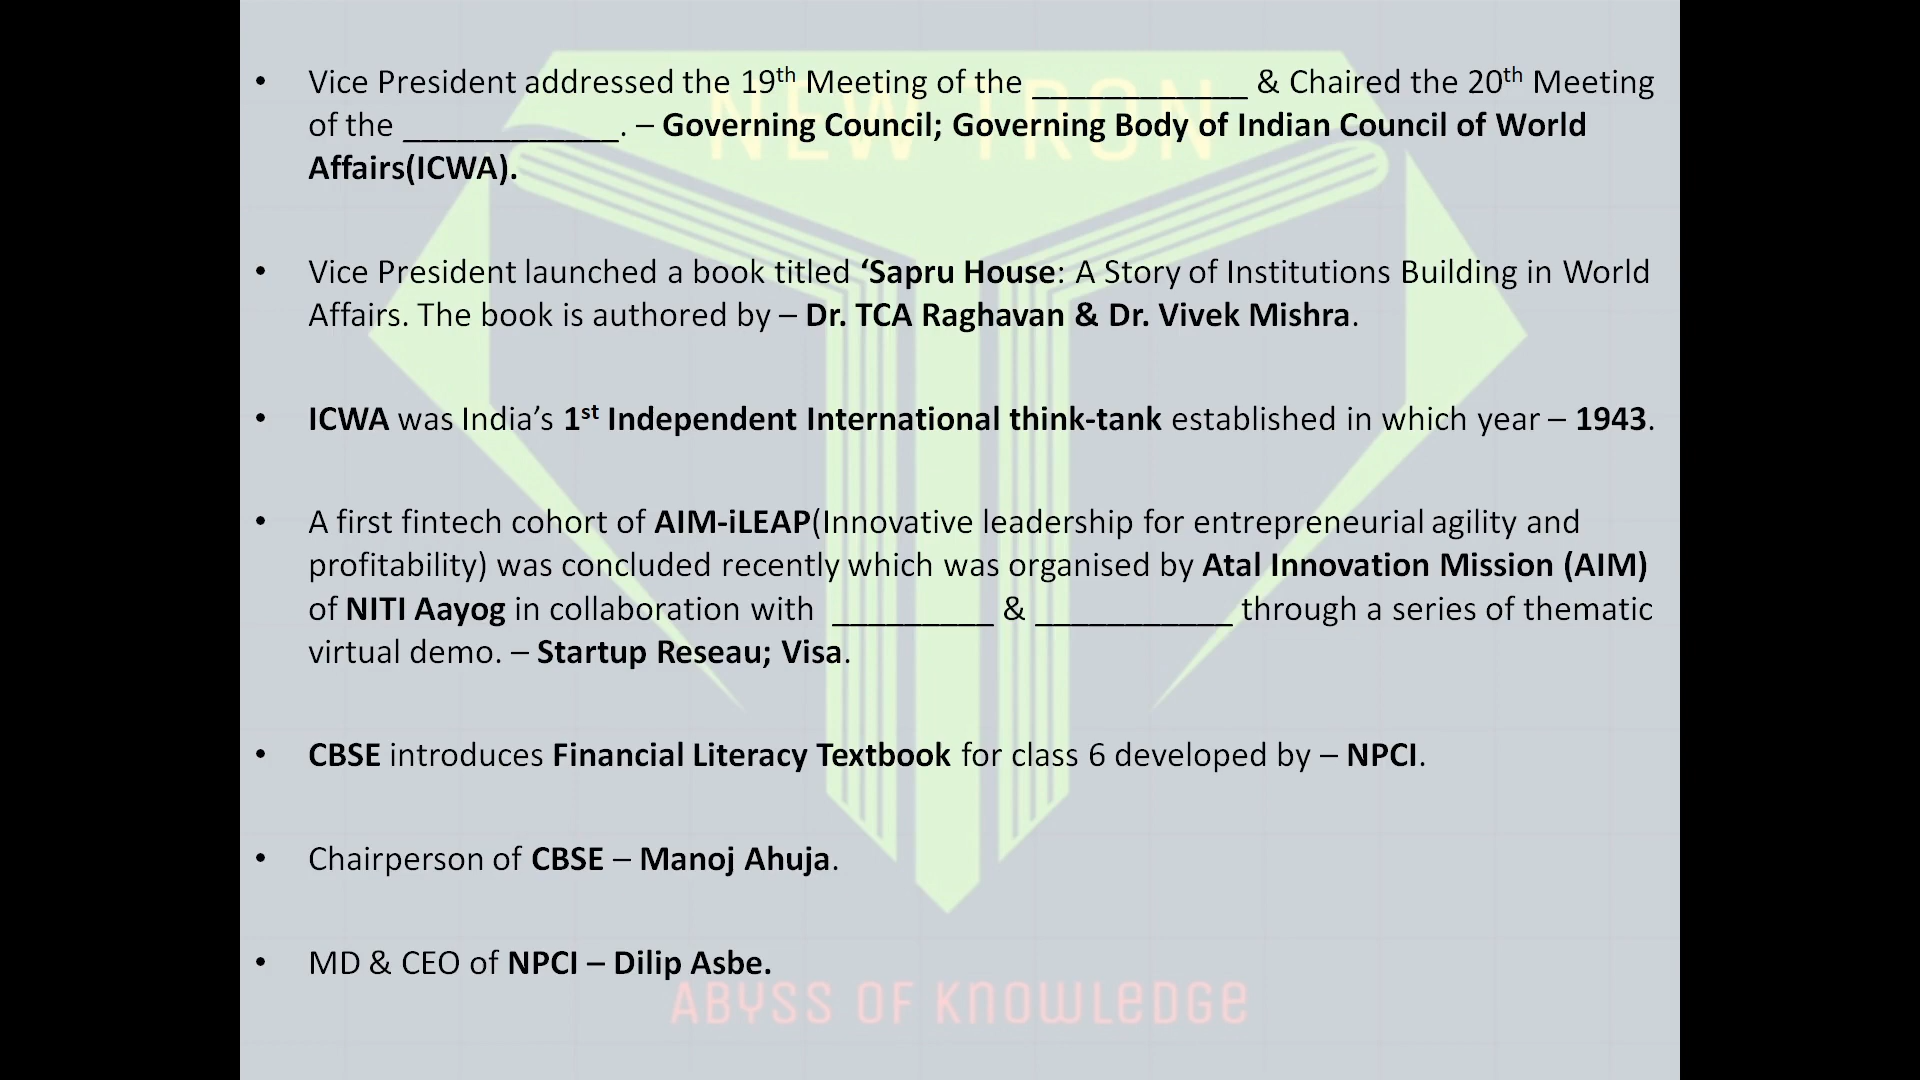 NEW TRON
• Vice President addressed the 19th Meeting of the ____________ & Chaired the 20th Meeting
of the ____________. – Governing Council; Governing Body of Indian Council of World
Affairs(ICWA).
• Vice President launched a book titled ‘Sapru House: A Story of Institutions Building in World
Affairs. The book is authored by – Dr. TCA Raghavan & Dr. Vivek Mishra.
• ICWA was India’s 1st Independent International think-tank established in which year – 1943.
• A first fintech cohort of AIM-iLEAP(Innovative leadership for entrepreneurial agility and
profitability) was concluded recently which was organised by Atal Innovation Mission (AIM)
of NITI Aayog in collaboration with _________ & ___________ through a series of thematic
virtual demo. – Startup Reseau; Visa.
• CBSE introduces Financial Literacy Textbook for class 6 developed by – NPCI.
• Chairperson of CBSE – Manoj Ahuja.
• MD & CEO of NPCI – Dilip Asbe.
ABYSS OF KNOWLEDGE